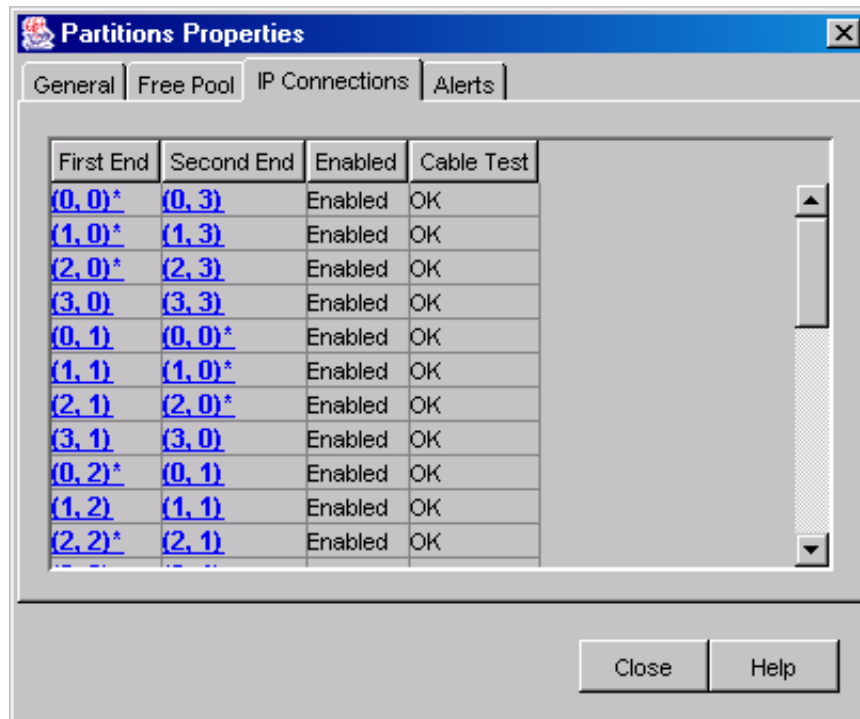 Partitions Properties
General Free Pool IP Connections Alerts
First End Second End Enabled Cable Test
(0, 0)* (0, 3) Enabled OK
(1, 0)* (1, 3) Enabled OK
(2, 0)* (2, 3) Enabled OK
(3, 0) (3, 3) Enabled OK
(0, 1) (0, 0)* Enabled OK
(1, 1) (1, 0)* Enabled OK
(2, 1) (2, 0)* Enabled OK
(3, 1) (3, 0) Enabled OK
(0, 2)* (0, 1) Enabled OK
(1, 2) (1, 1) Enabled OK
(2, 2)* (2, 1) Enabled OK
Close Help